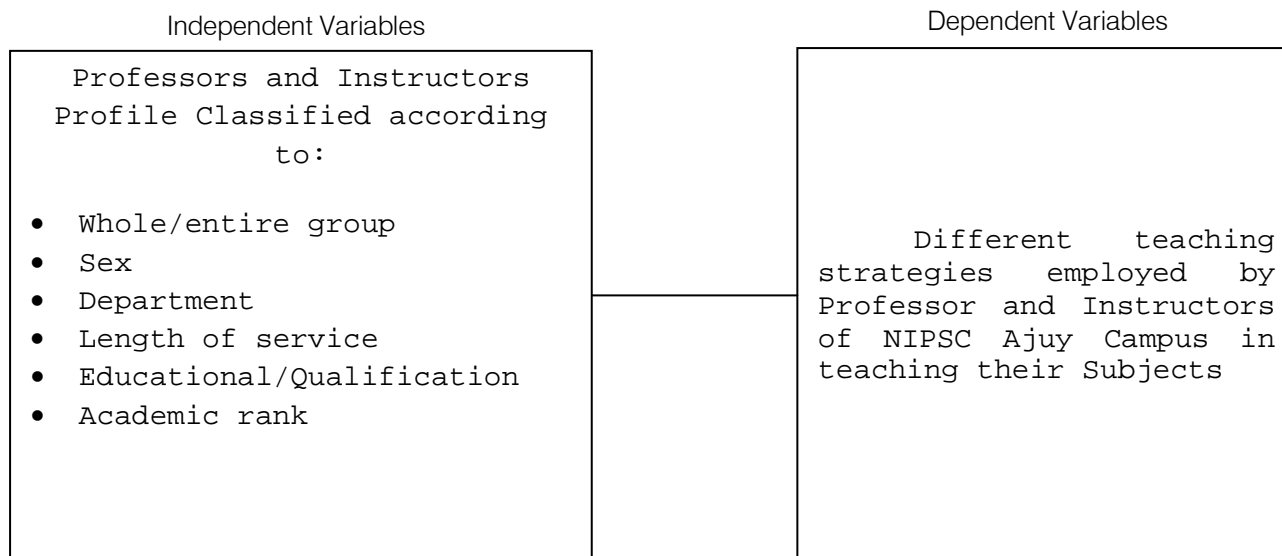 Independent Variables
Professors and Instructors
Profile Classified according
to:
• Whole/entire group
• Sex
• Department
• Length of service
• Educational/Qualification
• Academic rank
Dependent Variables
Different teaching
strategies employed by
Professor and Instructors
of NIPSC Ajuy Campus in
teaching their Subjects